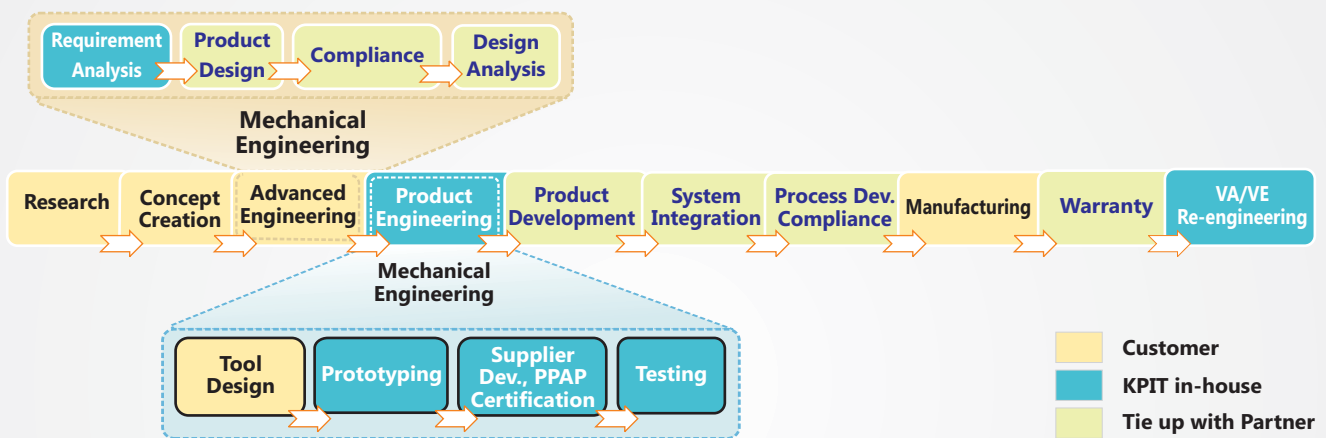 Requirement
Analysis
Product
Design
Compliance
Design
Analysis
Mechanical
Engineering
Research
Concept
Creation
Advanced
Engineering
Product
Engineering
Product
Development
System
Integration
Process Dev.
Compliance
Manufacturing
Warranty
VA/VE
Re-engineering
Mechanical
Engineering
Tool
Design
Prototyping
Supplier
Dev., PPAP
Certification
Testing
Customer
KPIT in-house
Tie up with Partner